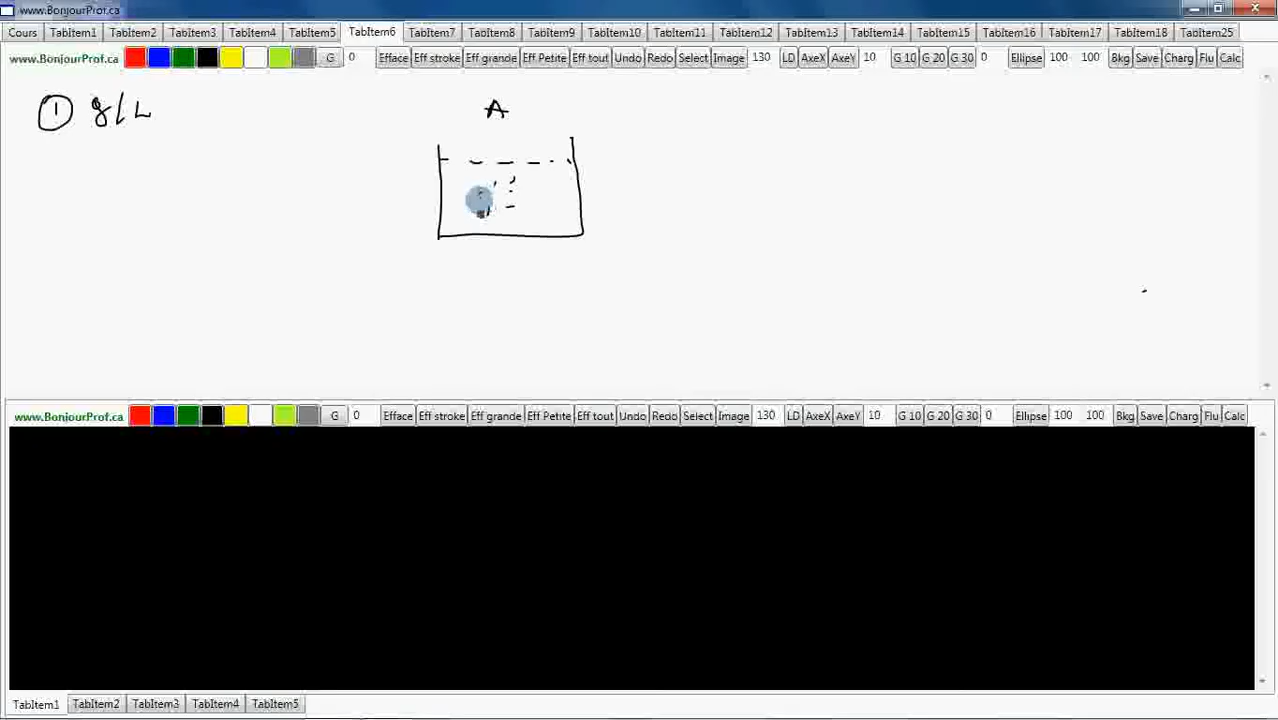 www.BonjourProf.ca
Cours TabItem1 TabItem2 TabItem3 TabItem4 TabItem5 TabItem6 TabItem7 TabItem8 TabItem9 TabItem10 TabItem11 TabItem12 TabItem13 TabItem14 TabItem15 TabItem16 TabItem17 TabItem18 TabItem25
www.BonjourProf.ca G 0 Efface Eff stroke Eff grande Eff Petite Eff tout Undo Redo Select Image 130 LD AxeX AxeY 10 G 10 G 20 G 30 0 Ellipse 100 100 Bkg Save Charg Flu Calc
① g/L
A
www.BonjourProf.ca G 0 Efface Eff stroke Eff grande Eff Petite Eff tout Undo Redo Select Image 130 LD AxeX AxeY 10 G 10 G 20 G 30 0 Ellipse 100 100 Bkg Save Charg Flu Calc
TabItem1 TabItem2 TabItem3 TabItem4 TabItem5